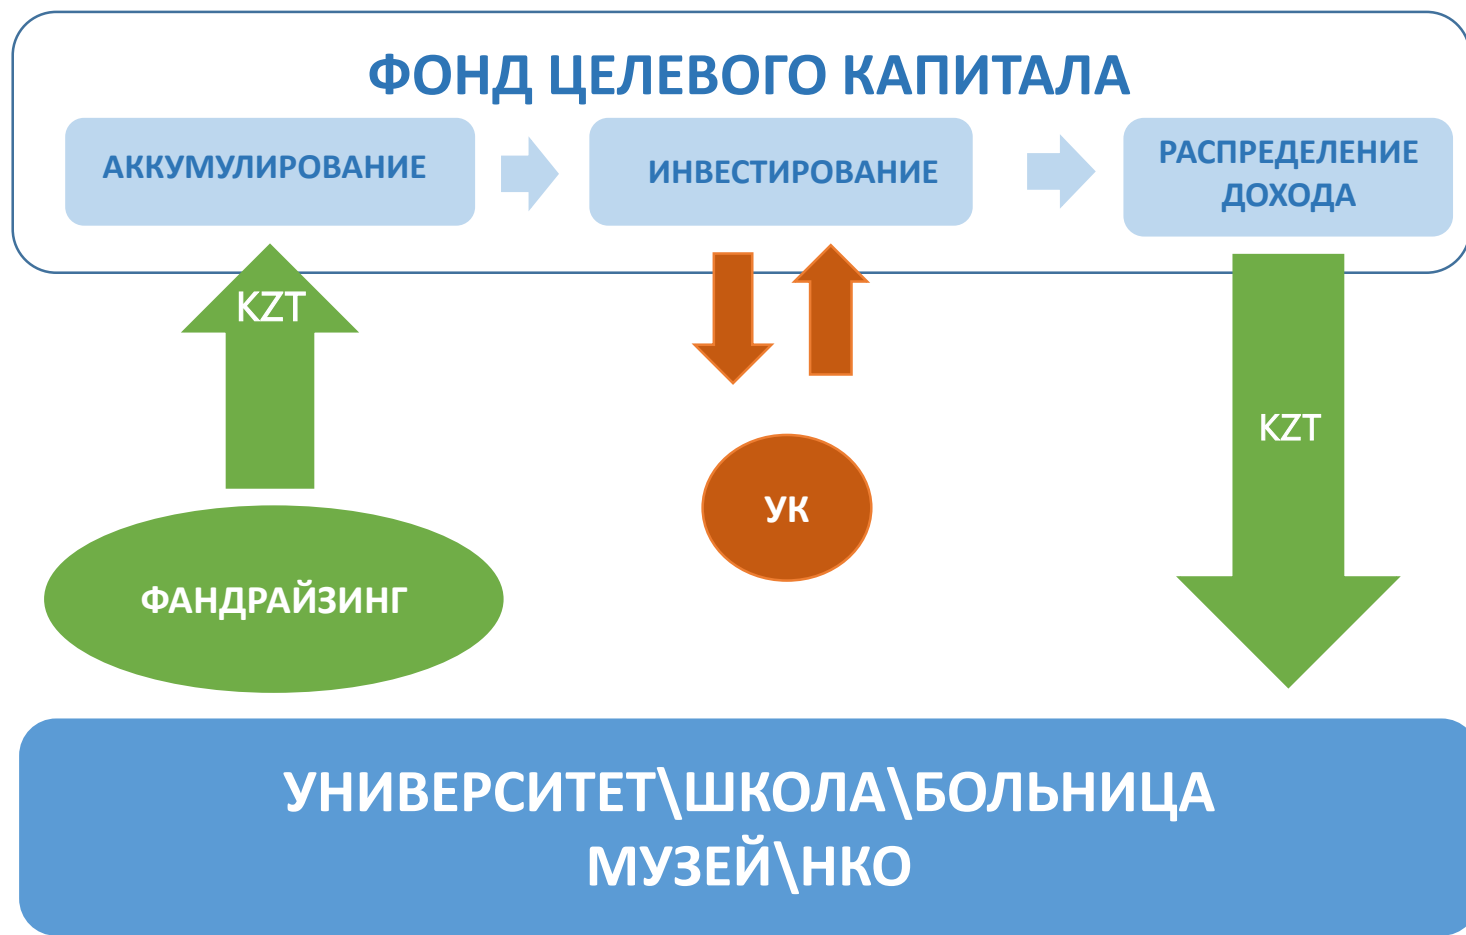 ФОНД ЦЕЛЕВОГО КАПИТАЛА
АККУМУЛИРОВАНИЕ
ИНВЕСТИРОВАНИЕ
РАСПРЕДЕЛЕНИЕ
ДОХОДА
KZT
KZT
УК
ФАНДРАЙЗИНГ
УНИВЕРСИТЕТ\ШКОЛА\БОЛЬНИЦА
МУЗЕЙ\НКО